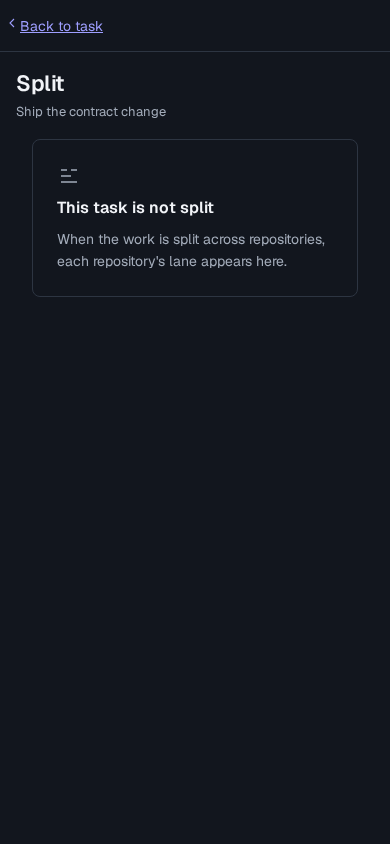 Back to task
Split
Ship the contract change
This task is not split
When the work is split across repositories,
each repository's lane appears here.